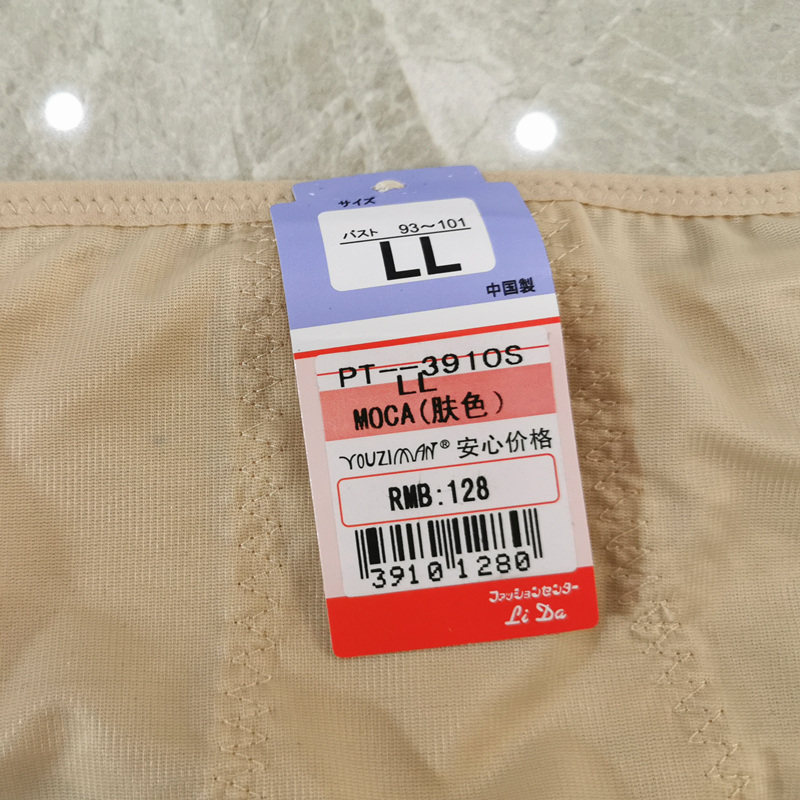 サイズ
バスト 93～101
LL
中国製
PT--3910S
LL
MOCA(肤色)
YOUZIMAN® 安心价格
RMB:128
39101280
ファッションセンター
Li Da